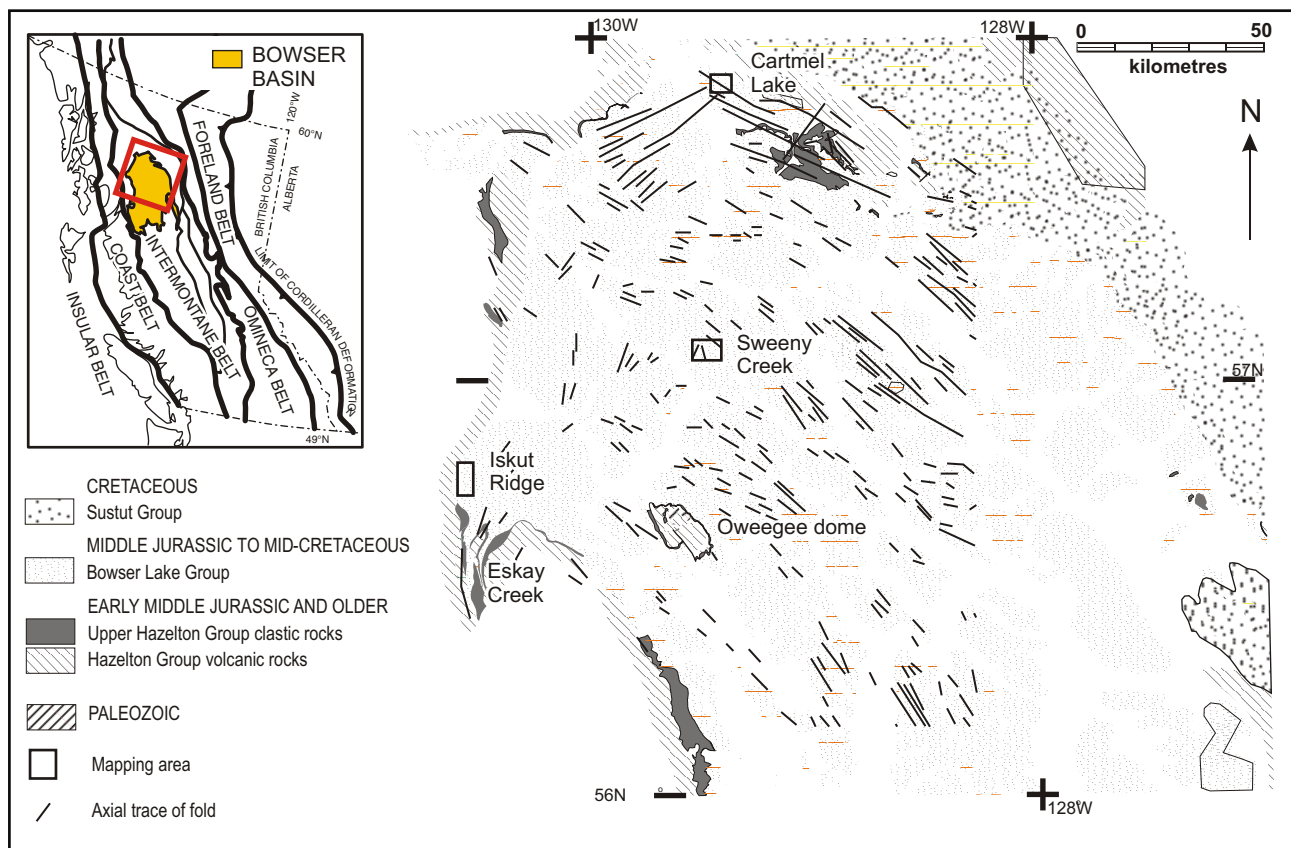 BOWSER
BASIN
120°W
60°N
FORELAND BELT
BRITISH COLUMBIA
ALBERTA
LIMIT OF CORDILLERAN DEFORMATION
COAST BELT
INTERMONTANE BELT
OMINECA BELT
INSULAR BELT
49°N
CRETACEOUS
Sustut Group
MIDDLE JURASSIC TO MID-CRETACEOUS
Bowser Lake Group
EARLY MIDDLE JURASSIC AND OLDER
Upper Hazelton Group clastic rocks
Hazelton Group volcanic rocks
PALEOZOIC
Mapping area
Axial trace of fold
130W
128W
0
50
kilometres
N
Cartmel
Lake
Sweeny
Creek
57N
Iskut
Ridge
Oweegee dome
Eskay
Creek
56N
128W